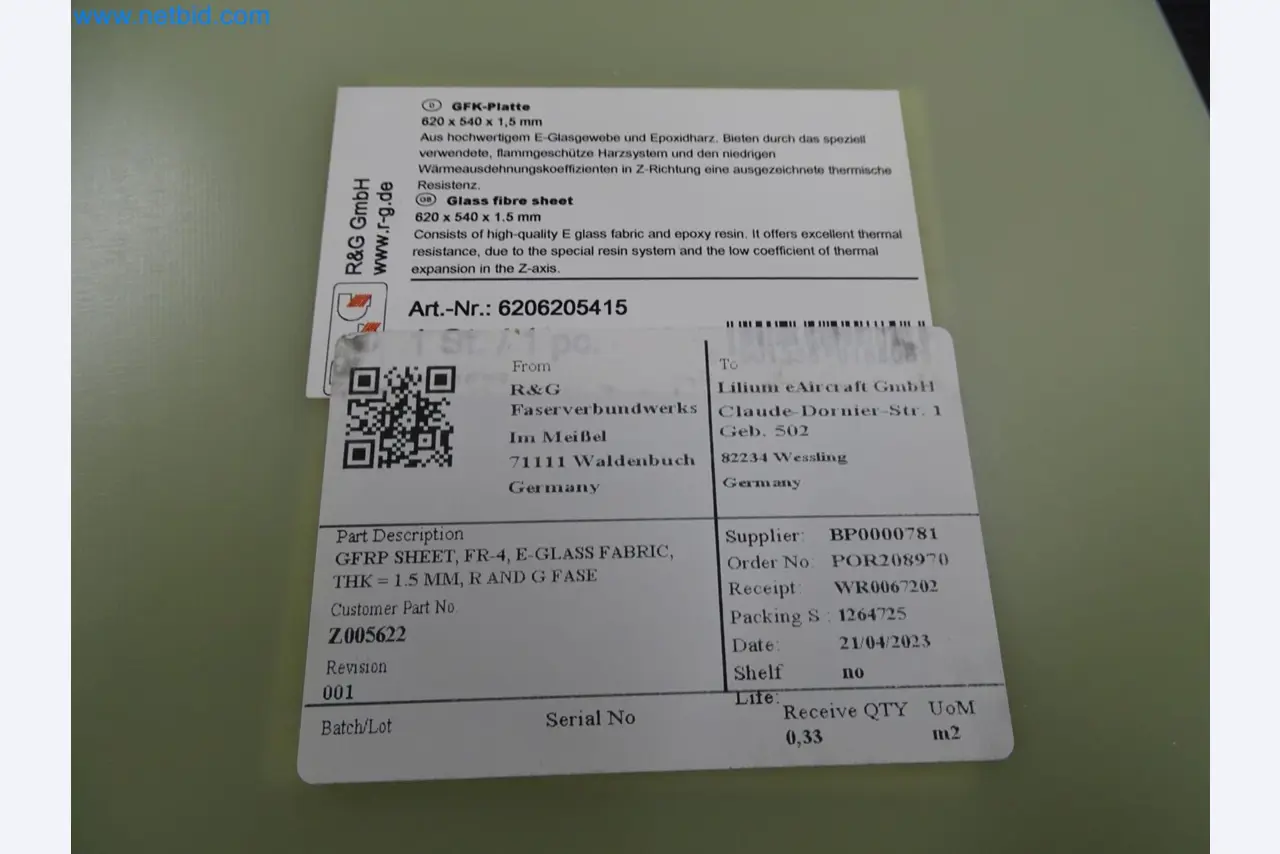 www.netbid.com
D GFK-Platte
620 x 540 x 1,5 mm
Aus hochwertigem E-Glasgewebe und Epoxidharz. Bieten durch das speziell
verwendete, flammgeschütze Harzsystem und den niedrigen
Wärmeausdehnungskoeffizienten in Z-Richtung eine ausgezeichnete thermische
Resistenz.
GB Glass fibre sheet
620 x 540 x 1.5 mm
Consists of high-quality E glass fabric and epoxy resin. It offers excellent thermal
resistance, due to the special resin system and the low coefficient of thermal
expansion in the Z-axis.
R&G GmbH
www.r-g.de
Art.-Nr.: 6206205415
1 St. / 1 pc.
From
R&G
Faserverbundwerks
Im Meißel
71111 Waldenbuch
Germany
To
Lilium eAircraft GmbH
Claude-Dornier-Str. 1
Geb. 502
82234 Wessling
Germany
Part Description
GFRP SHEET, FR-4, E-GLASS FABRIC,
THK = 1.5 MM, R AND G FASE
Customer Part No.
Z005622
Revision
001
Supplier: BP0000781
Order No: POR208970
Receipt: WR0067202
Packing S : 1264725
Date: 21/04/2023
Shelf no
Life:
Batch/Lot
Serial No
Receive QTY UoM
0,33 m2